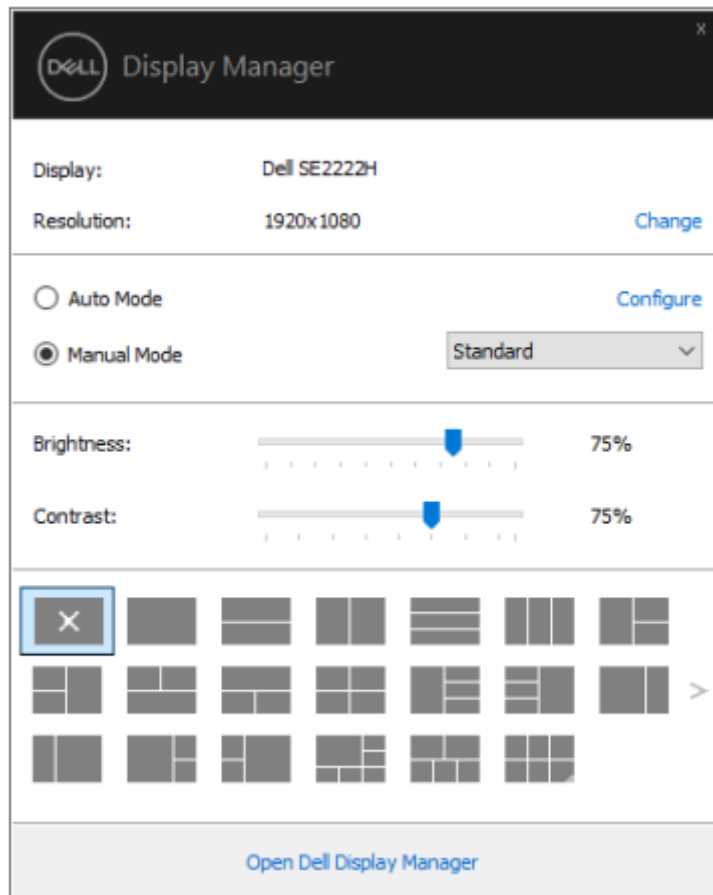 x
DELL Display Manager
Display: Dell SE2222H
Resolution: 1920x1080 Change
Auto Mode Configure
Manual Mode Standard
Brightness: 75%
Contrast: 75%
Open Dell Display Manager